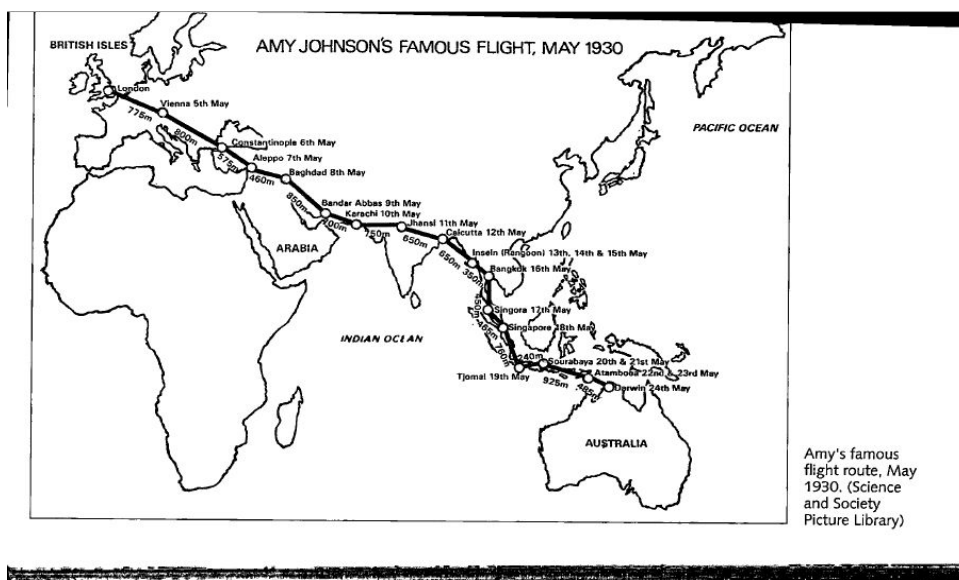 AMY JOHNSON'S FAMOUS FLIGHT, MAY 1930
BRITISH ISLES
London
775m
Vienna 5th May
800m
Constantinople 6th May
575m
Aleppo 7th May
460m
Baghdad 8th May
850m
Bandar Abbas 9th May
700m
Karachi 10th May
750m
Jhansi 11th May
650m
Calcutta 12th May
650m
Insein (Rangoon) 13th, 14th & 15th May
350m
Bangkok 16th May
450m
Singora 17th May
465m
Singapore 18th May
760m
Tjomal 19th May
240m
Sourabaya 20th & 21st May
925m
Atamboea 22nd & 23rd May
485m
Darwin 24th May
PACIFIC OCEAN
ARABIA
INDIAN OCEAN
AUSTRALIA
Amy's famous
flight route, May
1930. (Science
and Society
Picture Library)